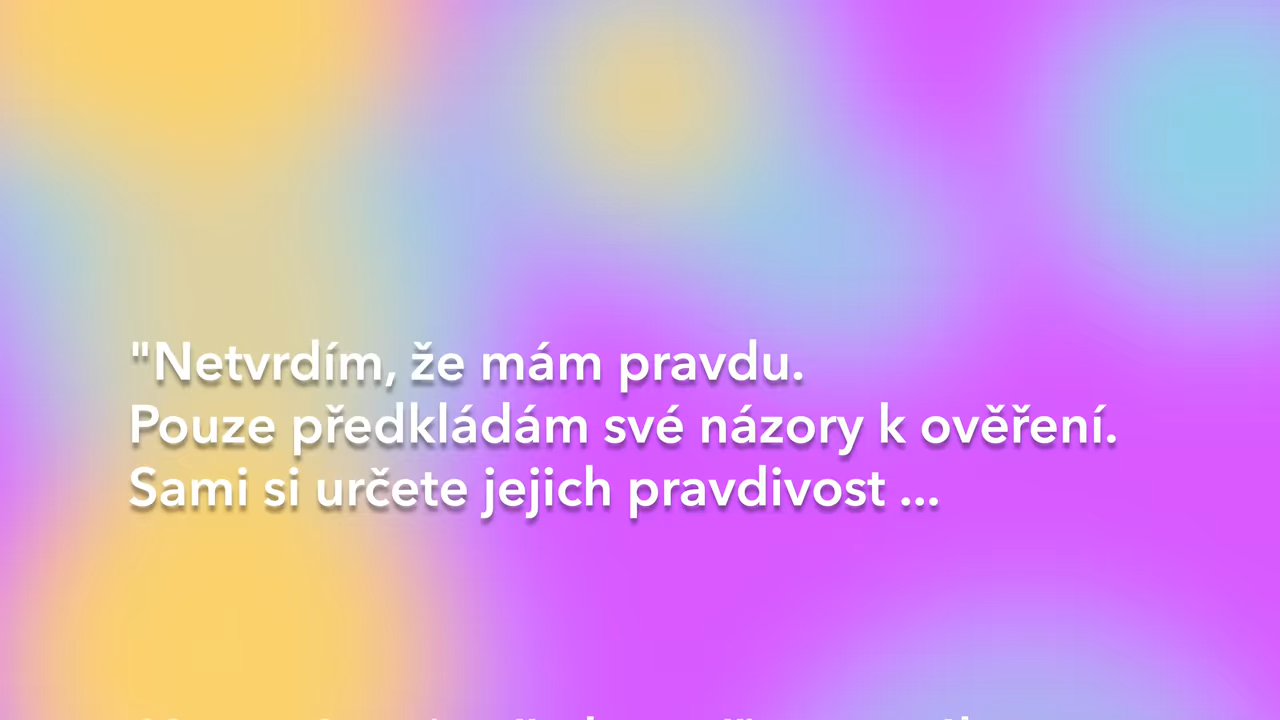 "Netvrdím, že mám pravdu.
Pouze předkládám své názory k ověření.
Sami si určete jejich pravdivost ...